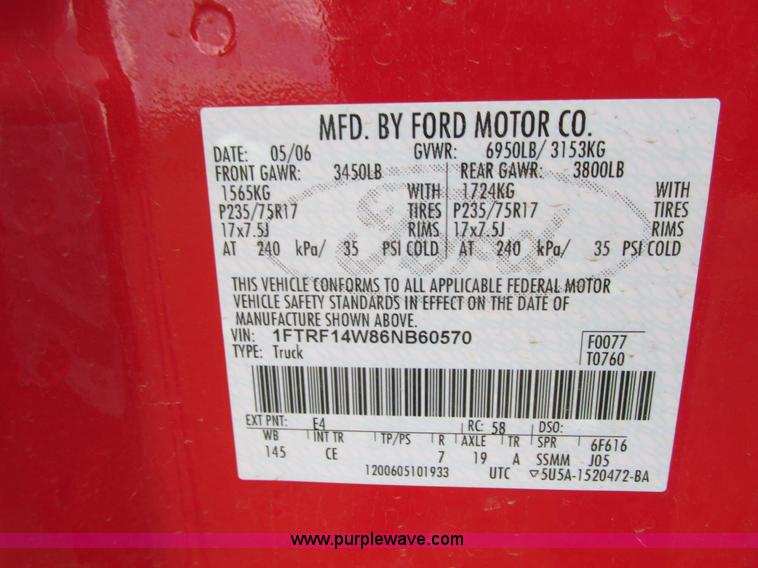 MFD. BY FORD MOTOR CO.
DATE: 05/06 GVWR: 6950LB/ 3153KG
FRONT GAWR: 3450LB REAR GAWR: 3800LB
1565KG WITH 1724KG WITH
P235/75R17 TIRES P235/75R17 TIRES
17x7.5J RIMS 17x7.5J RIMS
AT 240 kPa/ 35 PSI COLD AT 240 kPa/ 35 PSI COLD
Ford
THIS VEHICLE CONFORMS TO ALL APPLICABLE FEDERAL MOTOR
VEHICLE SAFETY STANDARDS IN EFFECT ON THE DATE OF
MANUFACTURE SHOWN ABOVE.
VIN: 1FTRF14W86NB60570 F0077
TYPE: Truck T0760
EXT PNT: E4 RC: 58 DSO:
WB INT TR TP/PS R AXLE TR SPR 6F616
145 CE 7 19 A SSMM J05
1200605101933 UTC ▽5U5A-1520472-BA
www.purplewave.com